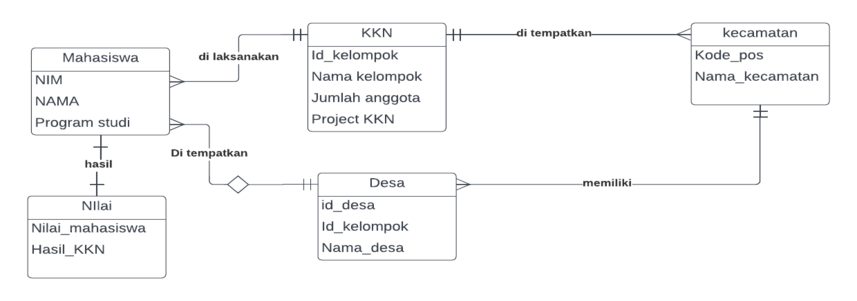 KKN
Id_kelompok
Nama kelompok
Jumlah anggota
Project KKN
di tempatkan
kecamatan
Kode_pos
Nama_kecamatan
Mahasiswa
NIM
NAMA
Program studi
di laksanakan
Di tempatkan
hasil
NIlai
Nilai_mahasiswa
Hasil_KKN
Desa
id_desa
Id_kelompok
Nama_desa
memiliki